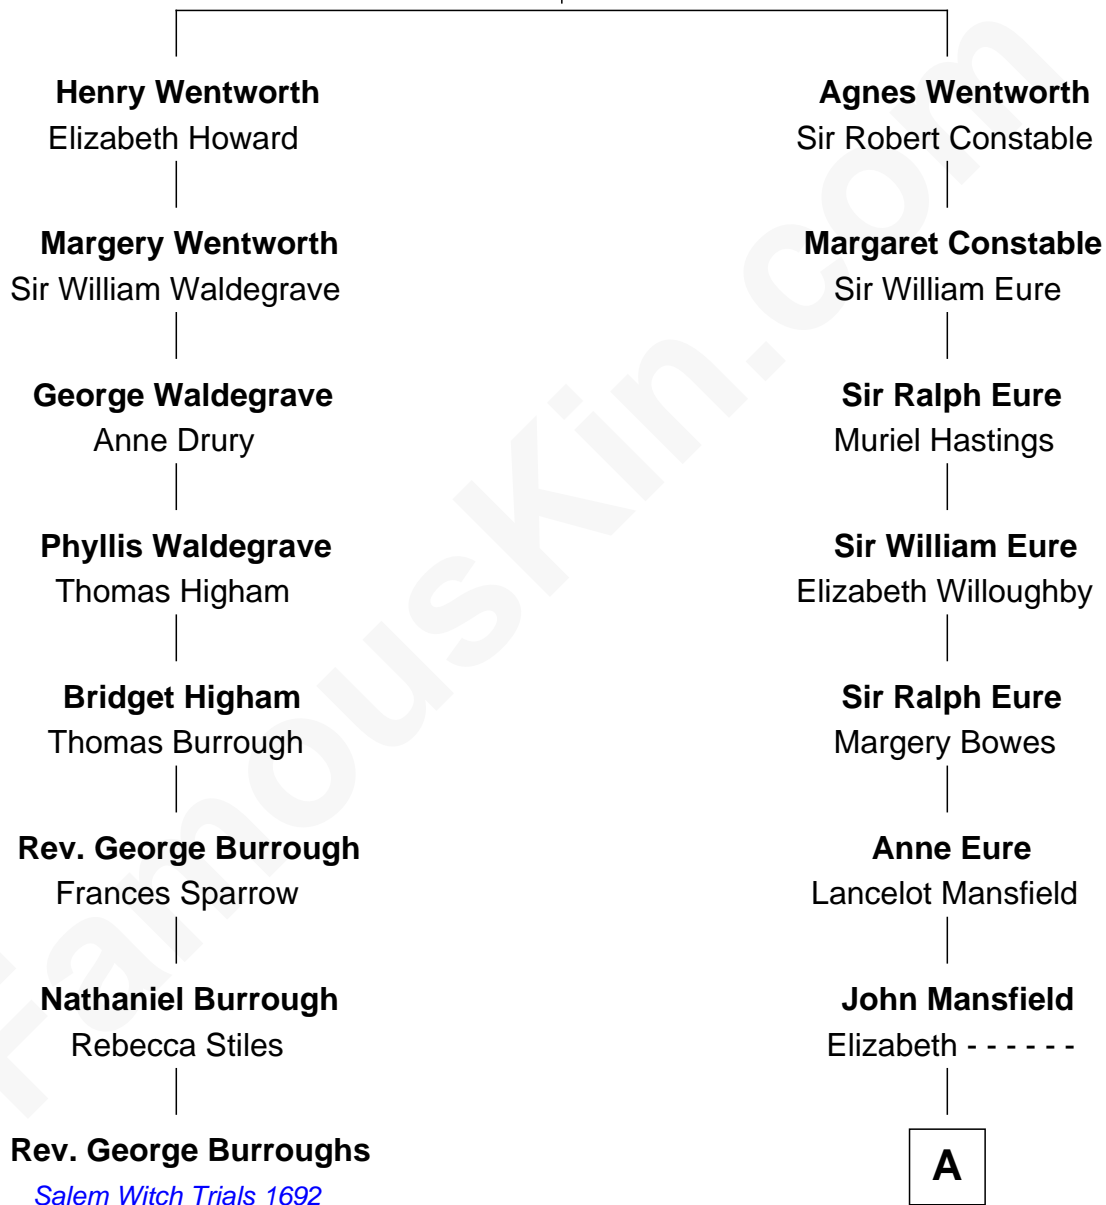 Henry Wentworth
Elizabeth Howard
Margery Wentworth
Sir William Waldegrave
George Waldegrave
Anne Drury
Phyllis Waldegrave
Thomas Higham
Bridget Higham
Thomas Burrough
Rev. George Burrough
Frances Sparrow
Nathaniel Burrough
Rebecca Stiles
Rev. George Burroughs
Salem Witch Trials 1692
Agnes Wentworth
Sir Robert Constable
Margaret Constable
Sir William Eure
Sir Ralph Eure
Muriel Hastings
Sir William Eure
Elizabeth Willoughby
Sir Ralph Eure
Margery Bowes
Anne Eure
Lancelot Mansfield
John Mansfield
Elizabeth - - - - - -
A
FamousKin.com